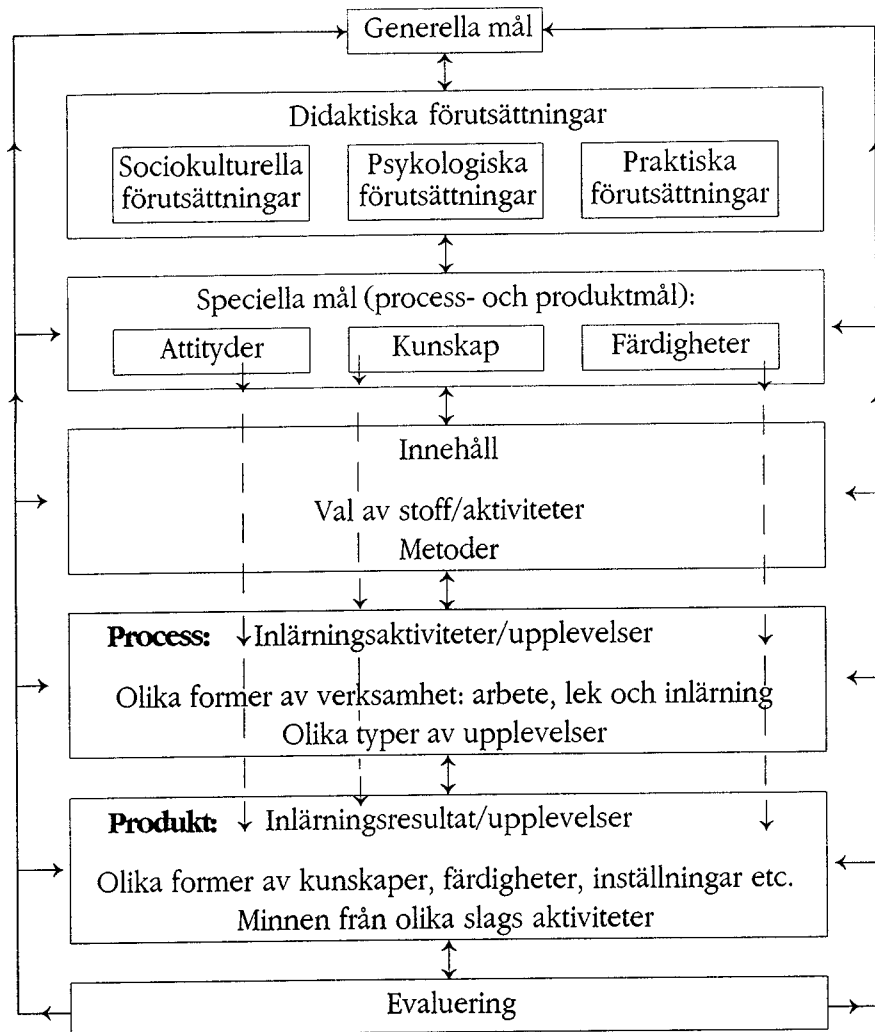 Generella mål
Didaktiska förutsättningar
Sociokulturella
förutsättningar
Psykologiska
förutsättningar
Praktiska
förutsättningar
Speciella mål (process- och produktmål):
Attityder
Kunskap
Färdigheter
Innehåll
Val av stoff/aktiviteter
Metoder
Process: Inlärningsaktiviteter/upplevelser
Olika former av verksamhet: arbete, lek och inlärning
Olika typer av upplevelser
Produkt: Inlärningsresultat/upplevelser
Olika former av kunskaper, färdigheter, inställningar etc.
Minnen från olika slags aktiviteter
Evaluering